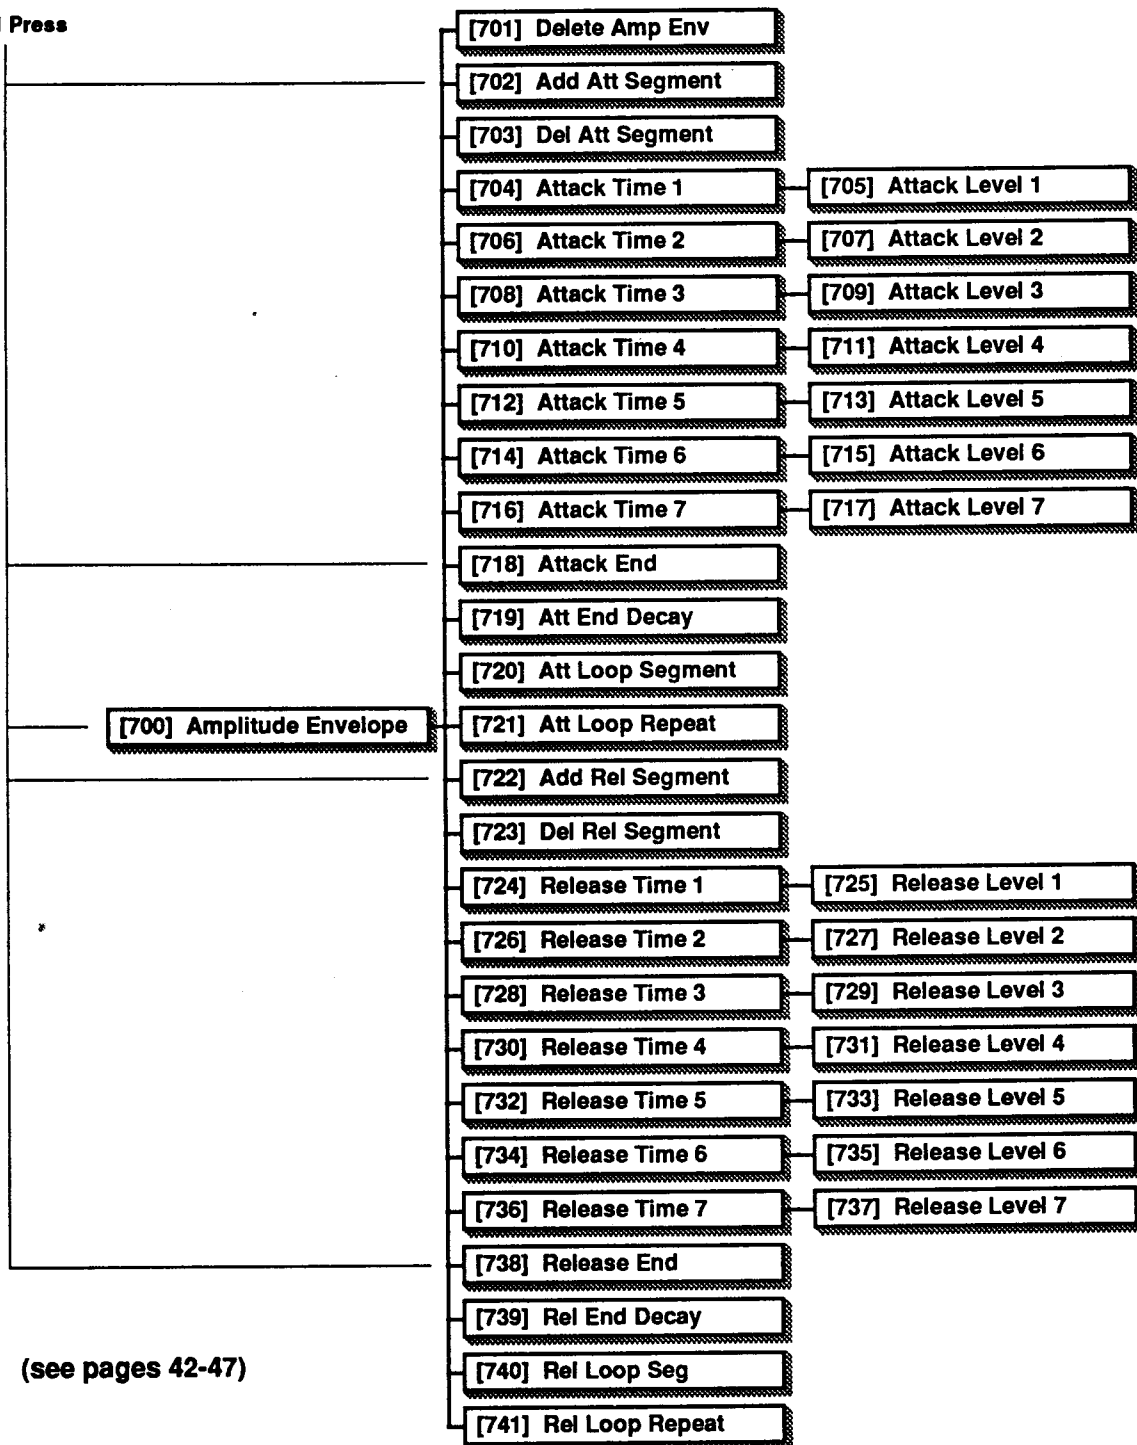 Press
[701] Delete Amp Env
[702] Add Att Segment
[703] Del Att Segment
[704] Attack Time 1 [705] Attack Level 1
[706] Attack Time 2 [707] Attack Level 2
[708] Attack Time 3 [709] Attack Level 3
[710] Attack Time 4 [711] Attack Level 4
[712] Attack Time 5 [713] Attack Level 5
[714] Attack Time 6 [715] Attack Level 6
[716] Attack Time 7 [717] Attack Level 7
[718] Attack End
[719] Att End Decay
[720] Att Loop Segment
[700] Amplitude Envelope [721] Att Loop Repeat
[722] Add Rel Segment
[723] Del Rel Segment
[724] Release Time 1 [725] Release Level 1
[726] Release Time 2 [727] Release Level 2
[728] Release Time 3 [729] Release Level 3
[730] Release Time 4 [731] Release Level 4
[732] Release Time 5 [733] Release Level 5
[734] Release Time 6 [735] Release Level 6
[736] Release Time 7 [737] Release Level 7
[738] Release End
[739] Rel End Decay
(see pages 42-47) [740] Rel Loop Seg
[741] Rel Loop Repeat